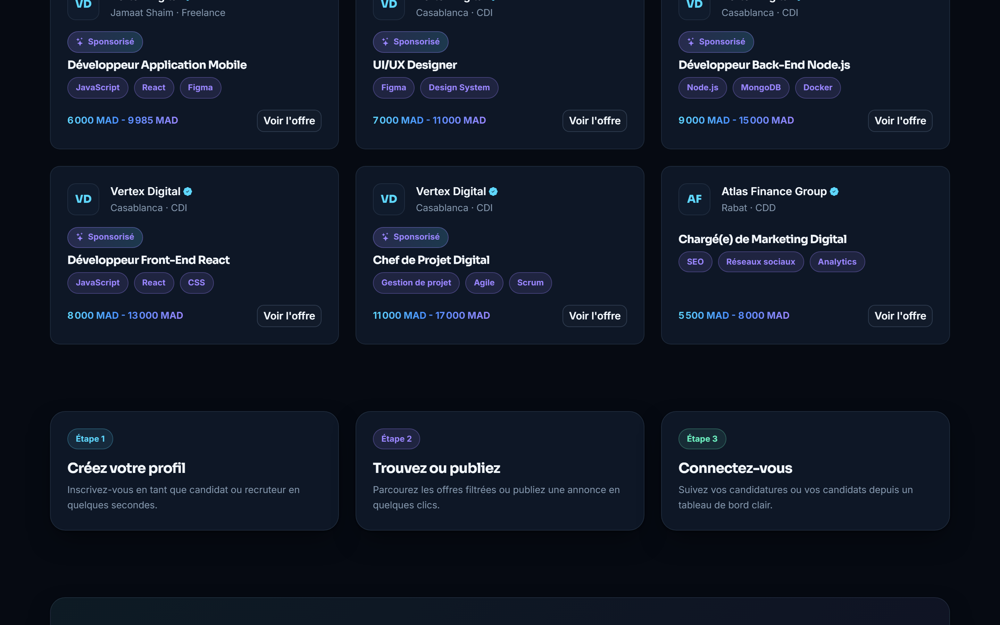 VD
Jamaat Shaim · Freelance
Sponsorisé
Développeur Application Mobile
JavaScript React Figma
6 000 MAD - 9 985 MAD
Voir l'offre
VD
Casablanca · CDI
Sponsorisé
UI/UX Designer
Figma Design System
7 000 MAD - 11 000 MAD
Voir l'offre
VD
Casablanca · CDI
Sponsorisé
Développeur Back-End Node.js
Node.js MongoDB Docker
9 000 MAD - 15 000 MAD
Voir l'offre
VD
Vertex Digital
Casablanca · CDI
Sponsorisé
Développeur Front-End React
JavaScript React CSS
8 000 MAD - 13 000 MAD
Voir l'offre
VD
Vertex Digital
Casablanca · CDI
Sponsorisé
Chef de Projet Digital
Gestion de projet Agile Scrum
11 000 MAD - 17 000 MAD
Voir l'offre
AF
Atlas Finance Group
Rabat · CDD
Chargé(e) de Marketing Digital
SEO Réseaux sociaux Analytics
5 500 MAD - 8 000 MAD
Voir l'offre
Étape 1
Créez votre profil
Inscrivez-vous en tant que candidat ou recruteur en
quelques secondes.
Étape 2
Trouvez ou publiez
Parcourez les offres filtrées ou publiez une annonce en
quelques clics.
Étape 3
Connectez-vous
Suivez vos candidatures ou vos candidats depuis un
tableau de bord clair.